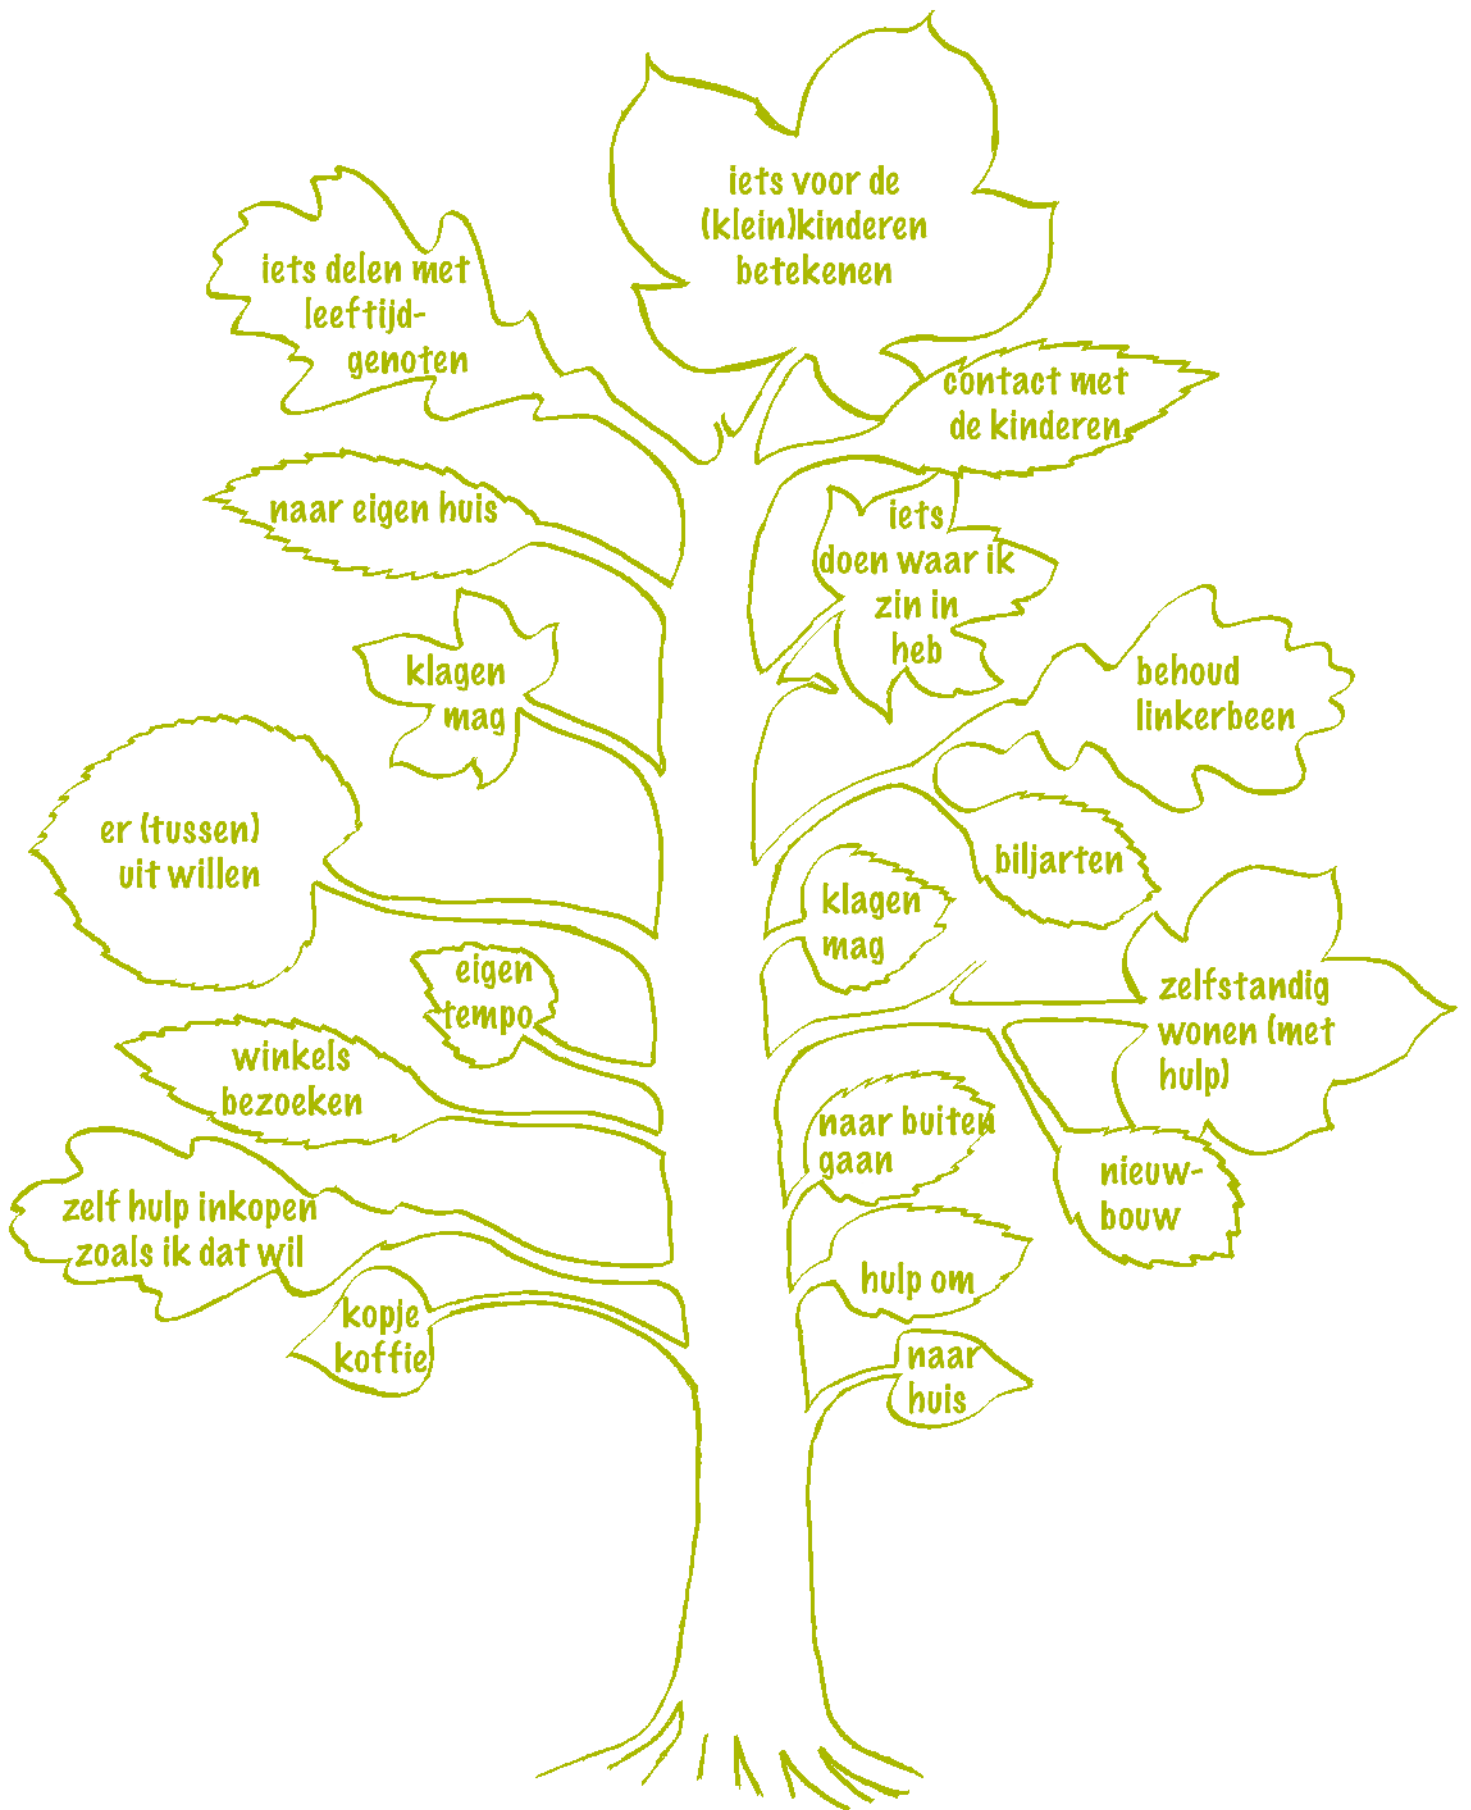 iets voor de
(klein)kinderen
betekenen
iets delen met
leeftijd-
genoten
contact met
de kinderen
naar eigen huis
iets
doen waar ik
zin in
heb
klagen
mag
behoud
linkerbeen
er (tussen)
uit willen
biljarten
klagen
mag
eigen
tempo
zelfstandig
wonen (met
hulp)
winkels
bezoeken
naar buiten
gaan
nieuw-
bouw
zelf hulp inkopen
zoals ik dat wil
hulp om
kopje
koffie
naar
huis